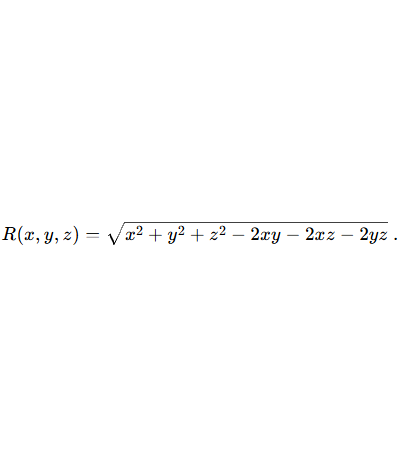 R(x, y, z) = √(x² + y² + z² − 2xy − 2xz − 2yz) .